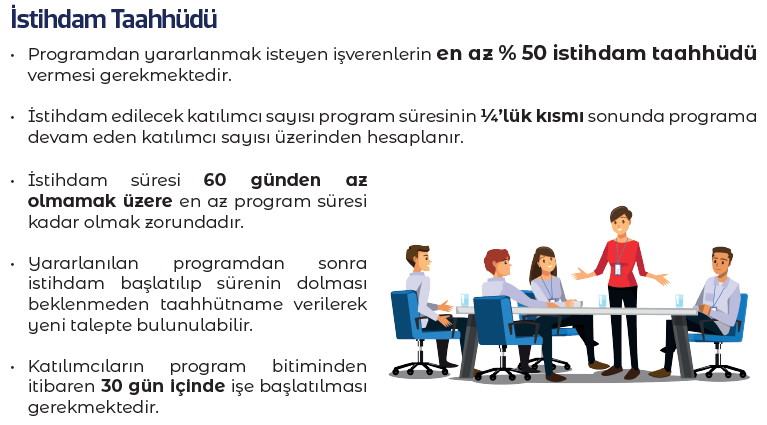 İstihdam Taahhüdü
• Programdan yararlanmak isteyen işverenlerin en az % 50 istihdam taahhüdü
vermesi gerekmektedir.
• İstihdam edilecek katılımcı sayısı program süresinin ¼’lük kısmı sonunda programa
devam eden katılımcı sayısı üzerinden hesaplanır.
• İstihdam süresi 60 günden az
olmamak üzere en az program süresi
kadar olmak zorundadır.
• Yararlanılan programdan sonra
istihdam başlatılıp sürenin dolması
beklenmeden taahhütname verilerek
yeni talepte bulunulabilir.
• Katılımcıların program bitiminden
itibaren 30 gün içinde işe başlatılması
gerekmektedir.